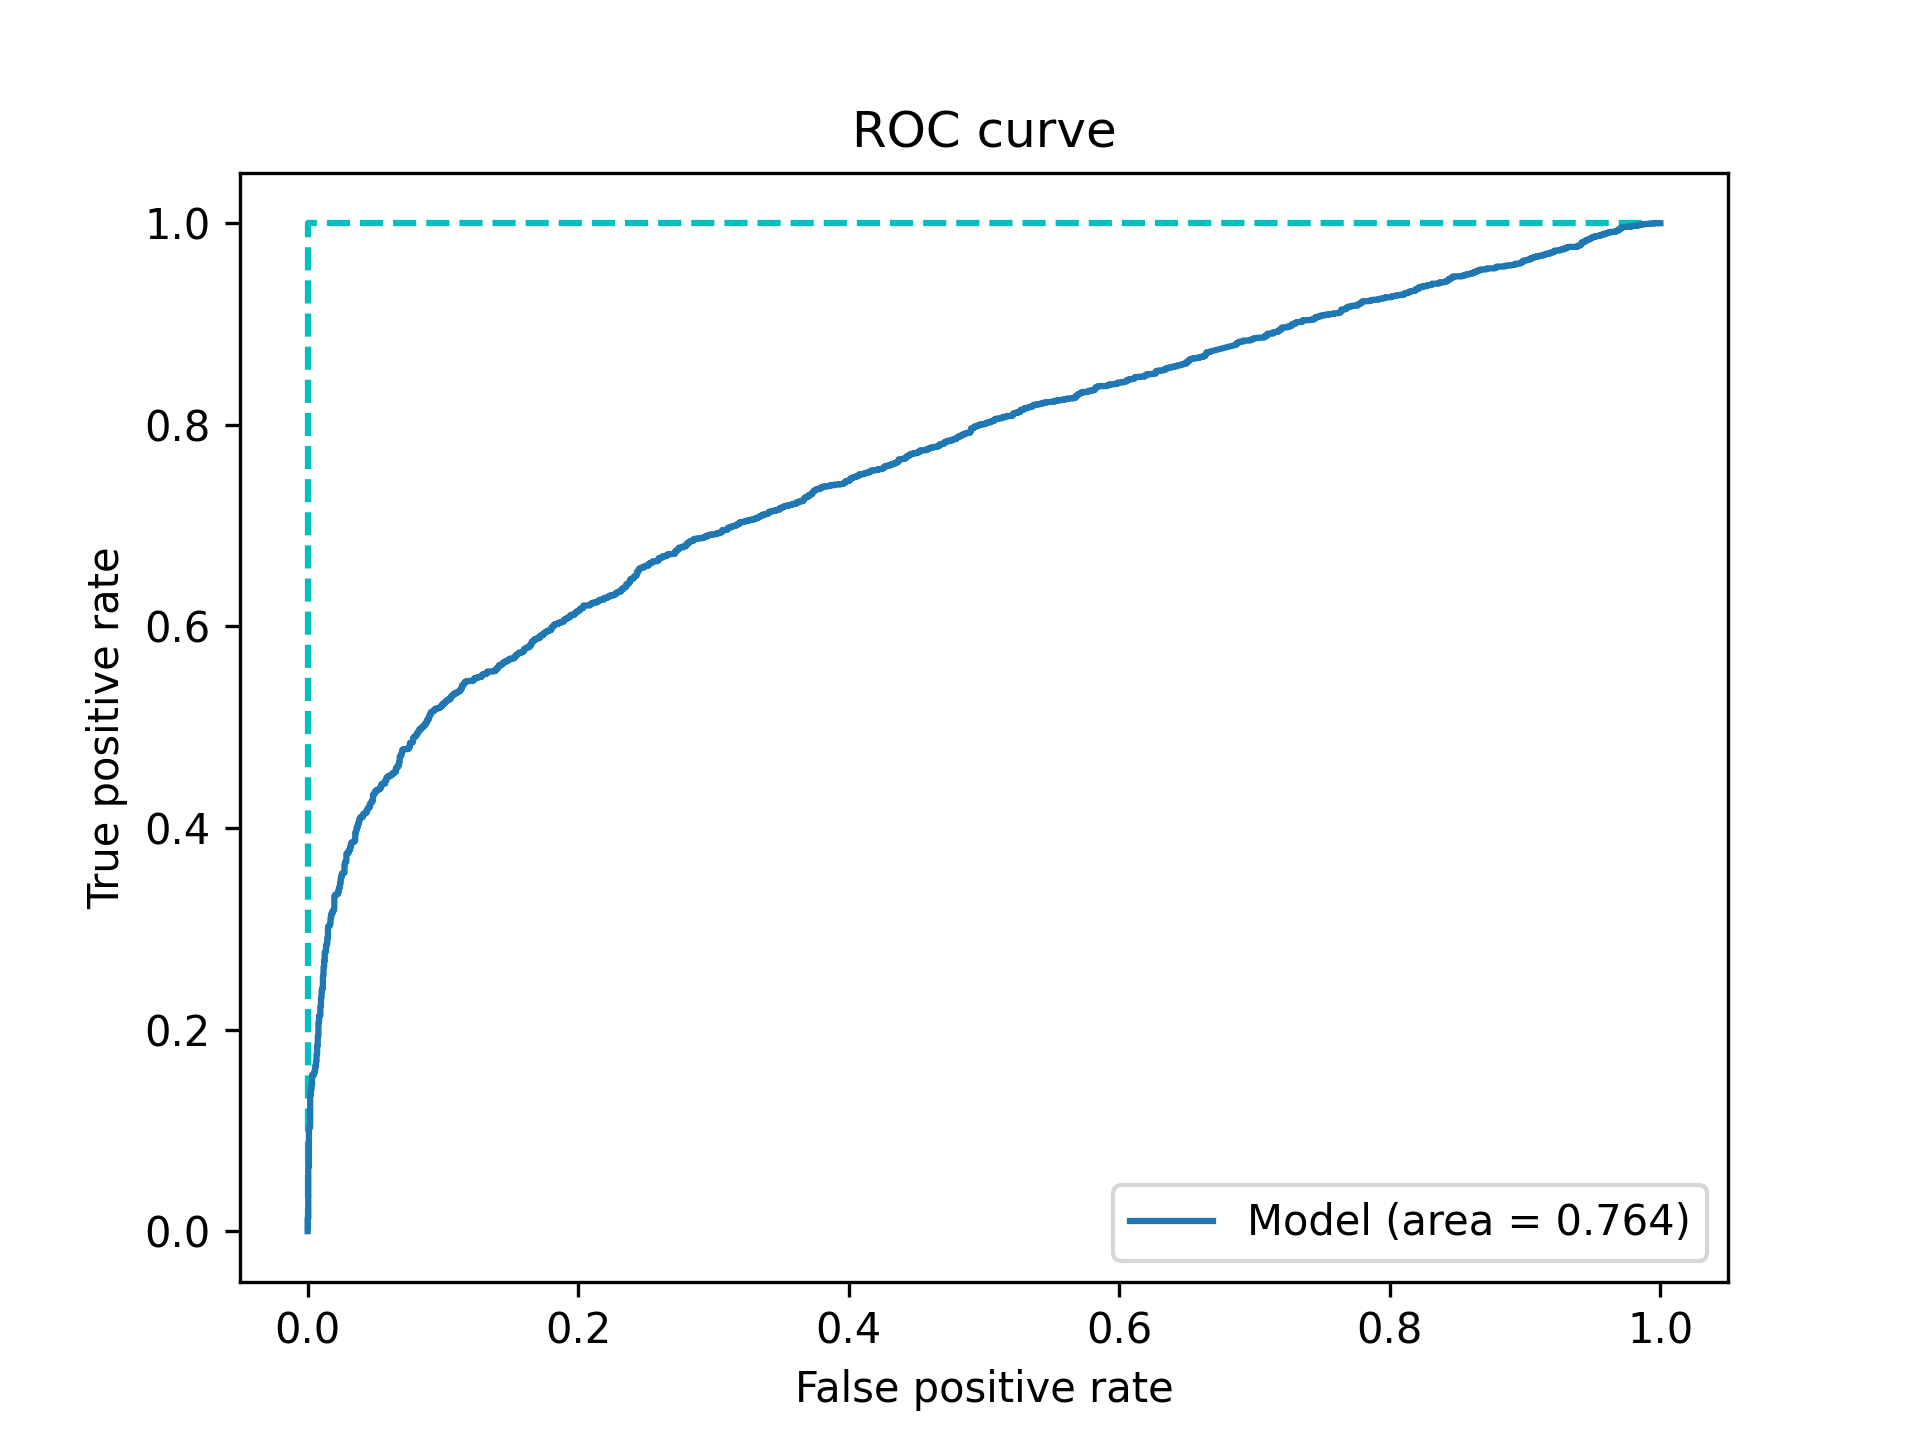 ROC curve
1.0
0.8
0.6
0.4
0.2
0.0
True positive rate
Model (area = 0.764)
0.0 0.2 0.4 0.6 0.8 1.0
False positive rate